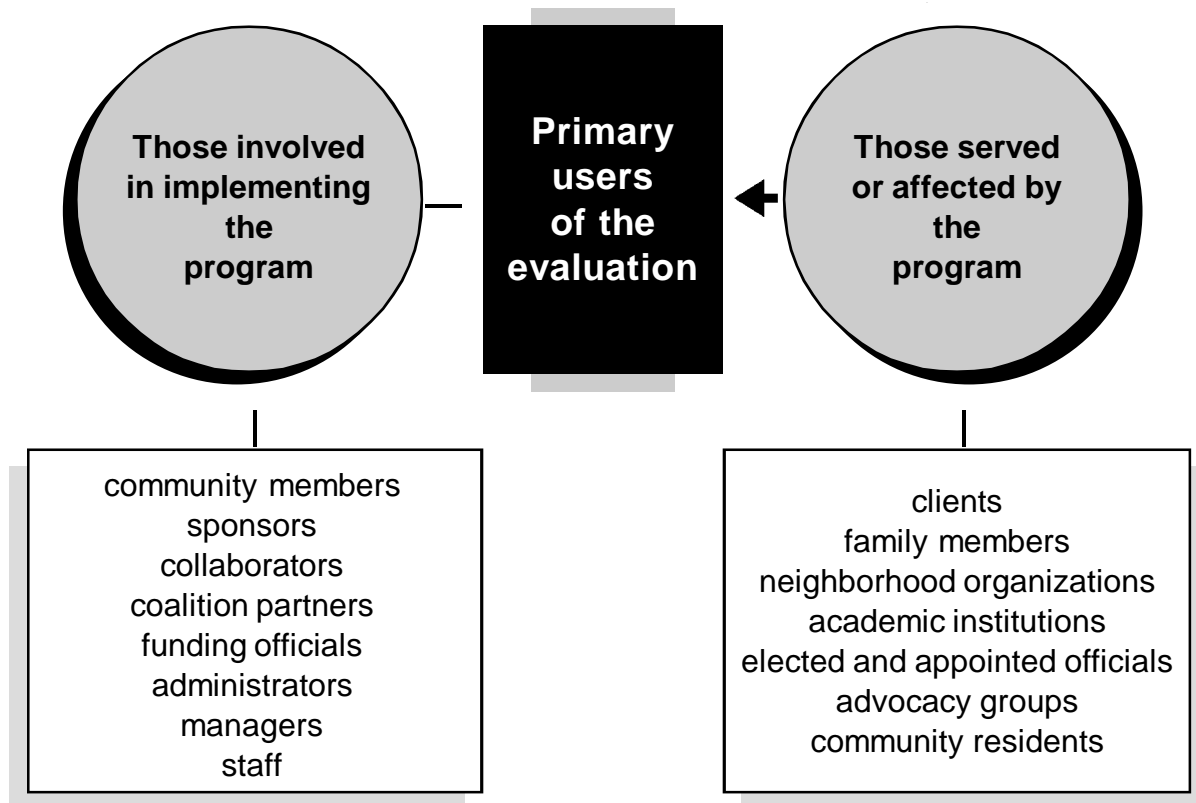 Those involved
in implementing
the
program
Primary
users
of the
evaluation
Those served
or affected by
the
program
community members
sponsors
collaborators
coalition partners
funding officials
administrators
managers
staff
clients
family members
neighborhood organizations
academic institutions
elected and appointed officials
advocacy groups
community residents